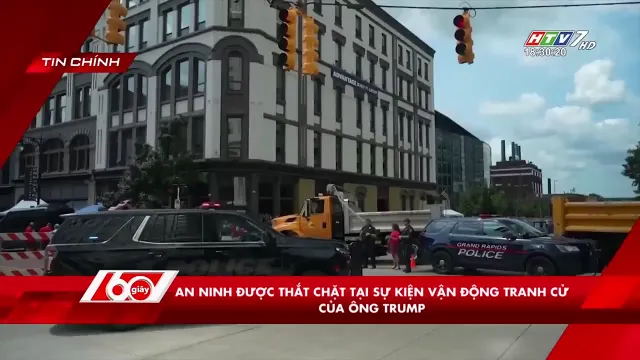 TIN CHÍNH
HTV7 HD
18:30:20
ADVANTAGE
GRAND RAPIDS
POLICE
60 giây
AN NINH ĐƯỢC THẮT CHẶT TẠI SỰ KIỆN VẬN ĐỘNG TRANH CỬ
CỦA ÔNG TRUMP